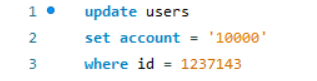 1 update users
2 set account = '10000'
3 where id = 1237143